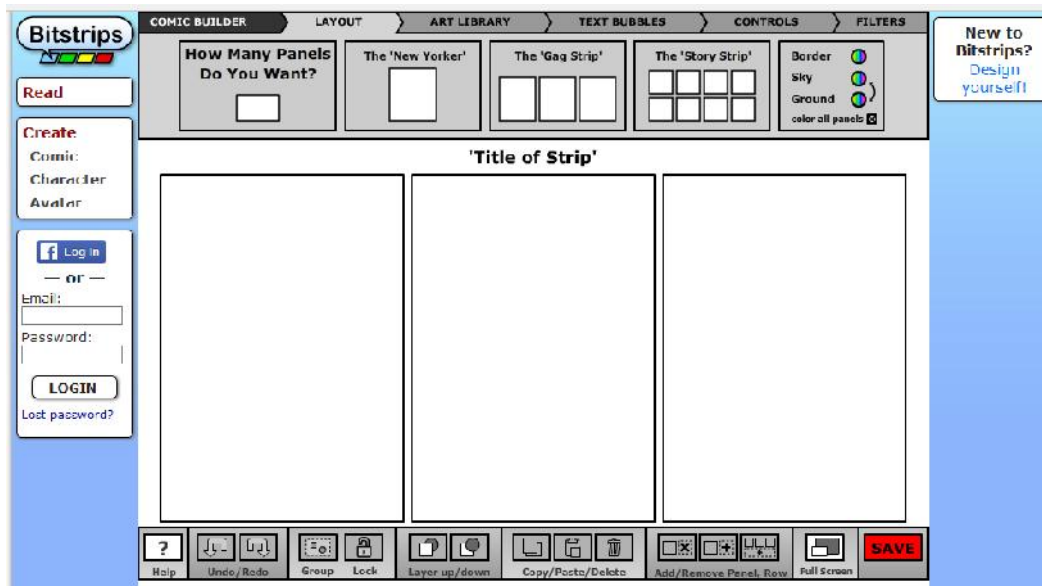 Bitstrips
Read
Create
Comic
Character
Avatar
f Log In
— or —
Email:
Password:
LOGIN
Lost password?
COMIC BUILDER
LAYOUT
ART LIBRARY
TEXT BUBBLES
CONTROLS
FILTERS
How Many Panels
Do You Want?
The 'New Yorker'
The 'Gag Strip'
The 'Story Strip'
Border
Sky
Ground
color all panels
'Title of Strip'
?
Help
Undo/Redo
Group
Lock
Layer up/down
Copy/Paste/Delete
Add/Remove Panel, Row
Full Screen
SAVE
New to
Bitstrips?
Design
yourself!